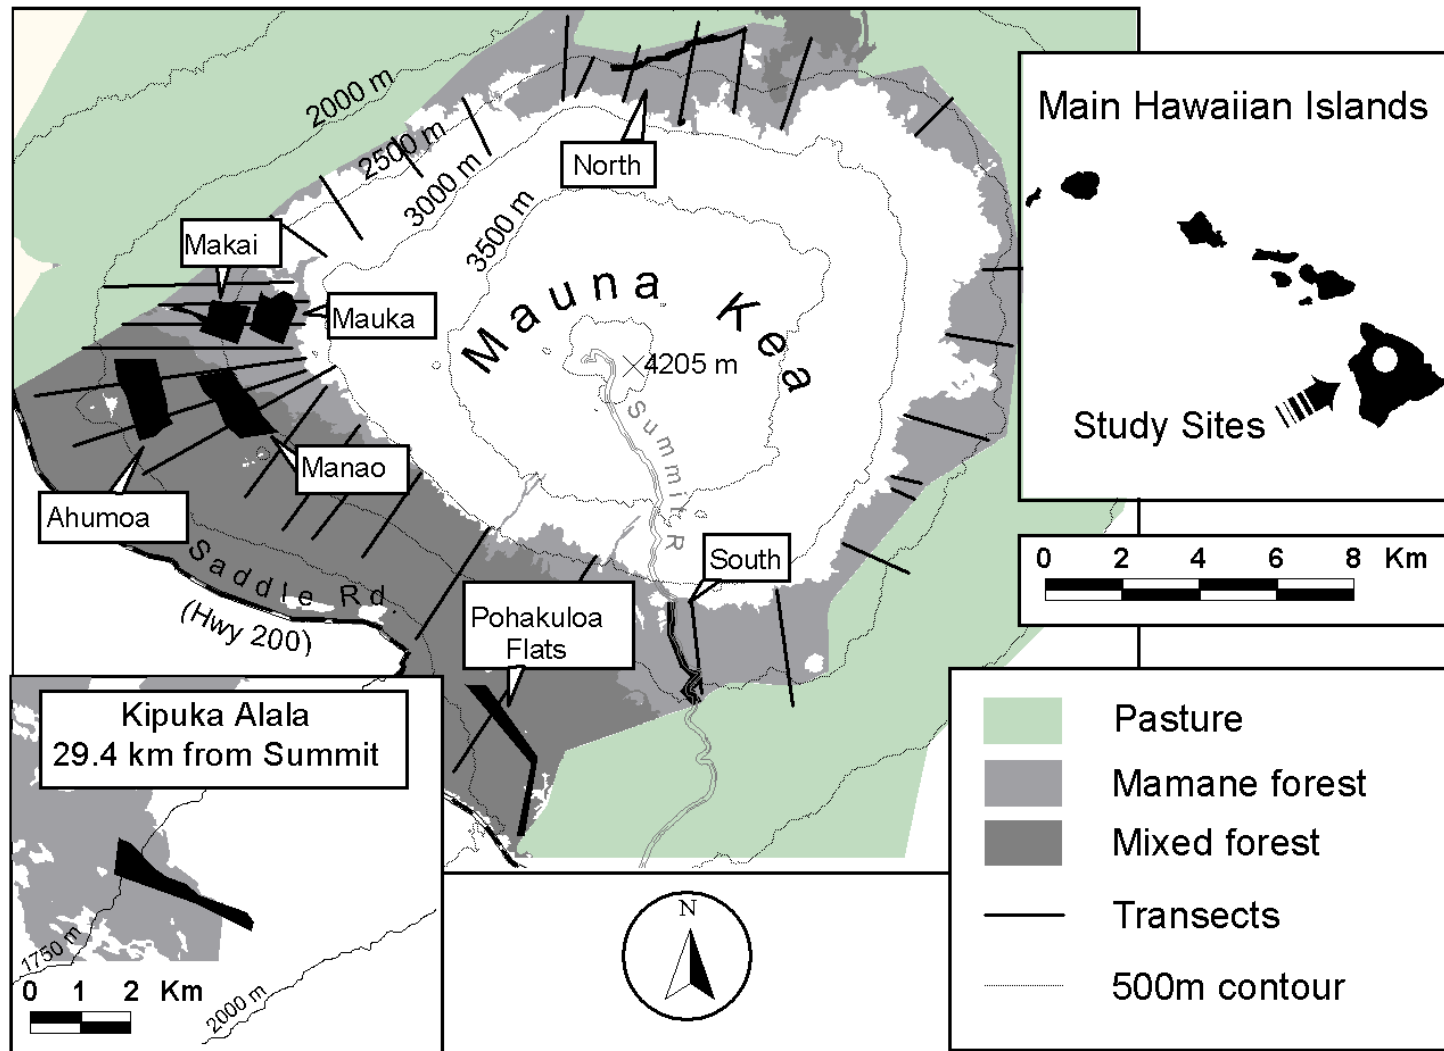 2000 m
2500 m
3000 m
3500 m
North
Makai
Mauka
Mauna Kea
4205 m
Summit R
Manao
Ahumoa
South
Saddle Rd.
(Hwy 200)
Pohakuloa
Flats
Main Hawaiian Islands
Study Sites
0 2 4 6 8 Km
Kipuka Alala
29.4 km from Summit
1750 m
2000 m
0 1 2 Km
N
Pasture
Mamane forest
Mixed forest
Transects
500m contour